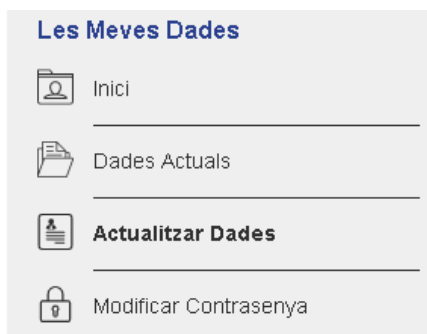 Les Meves Dades
Inici
Dades Actuals
Actualitzar Dades
Modificar Contrasenya